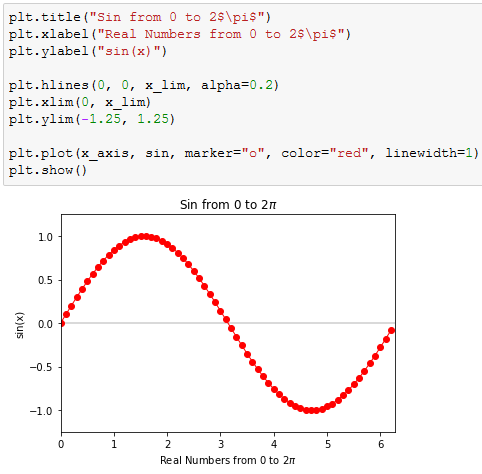 plt.title("Sin from 0 to 2$\pi$")
plt.xlabel("Real Numbers from 0 to 2$\pi$")
plt.ylabel("sin(x)")
plt.hlines(0, 0, x_lim, alpha=0.2)
plt.xlim(0, x_lim)
plt.ylim(-1.25, 1.25)
plt.plot(x_axis, sin, marker="o", color="red", linewidth=1)
plt.show()
Sin from 0 to 2π
1.0
0.5
0.0
−0.5
−1.0
sin(x)
0 1 2 3 4 5 6
Real Numbers from 0 to 2π